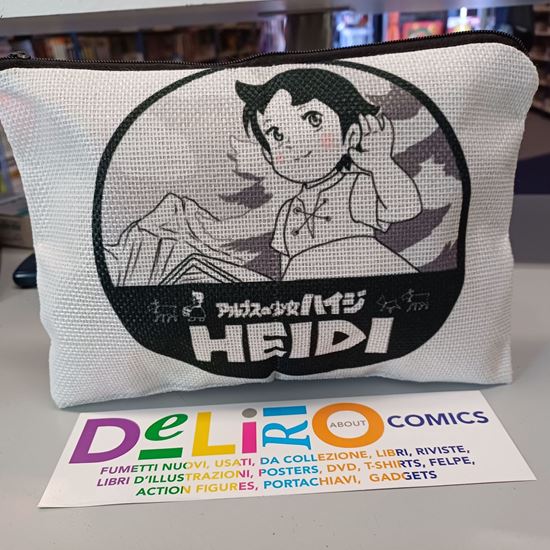 アルプスの少女ハイジ
HEIDI
DeLiRiO ABOUT COMICS
FUMETTI NUOVI, USATI, DA COLLEZIONE, LIBRI, RIVISTE,
LIBRI D'ILLUSTRAZIONI, POSTERS, DVD, T-SHIRTS, FELPE,
ACTION FIGURES, PORTACHIAVI, GADGETS